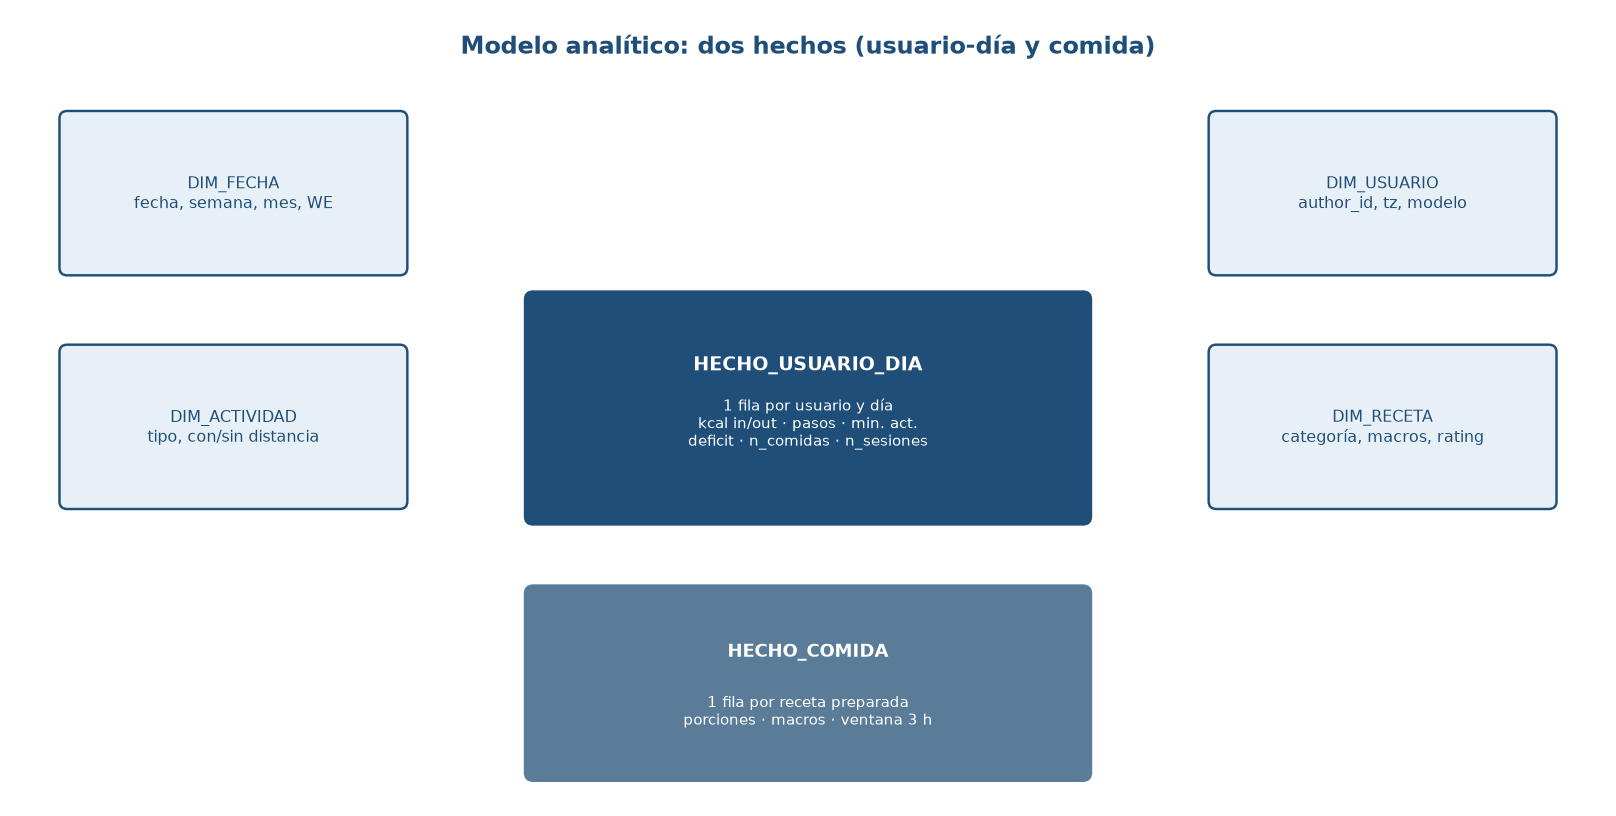 Modelo analítico: dos hechos (usuario-día y comida)
DIM_FECHA
fecha, semana, mes, WE
DIM_USUARIO
author_id, tz, modelo
DIM_ACTIVIDAD
tipo, con/sin distancia
HECHO_USUARIO_DIA
1 fila por usuario y día
kcal in/out · pasos · min. act.
deficit · n_comidas · n_sesiones
DIM_RECETA
categoría, macros, rating
HECHO_COMIDA
1 fila por receta preparada
porciones · macros · ventana 3 h